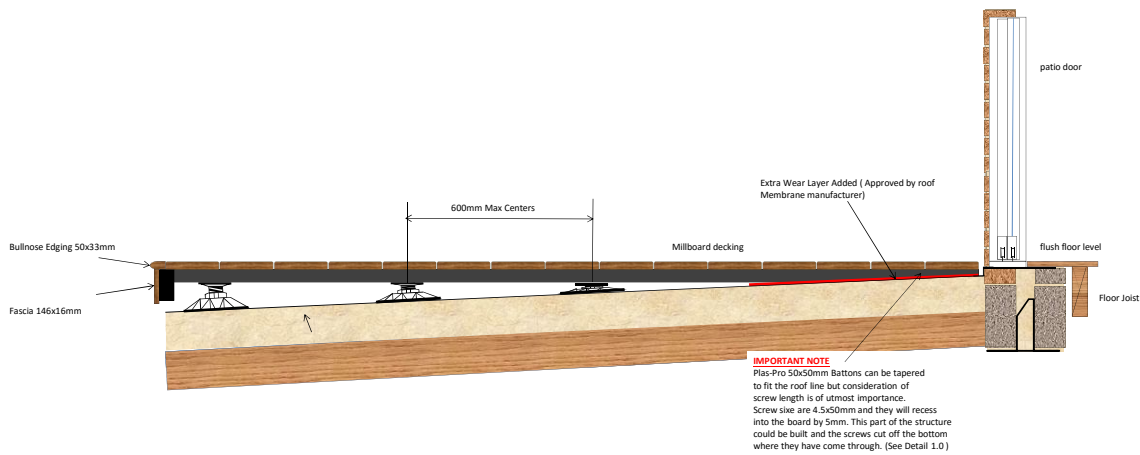 patio door
Extra Wear Layer Added ( Approved by roof
Membrane manufacturer)
600mm Max Centers
Bullnose Edging 50x33mm
Millboard decking
flush floor level
Fascia 146x16mm
Floor Joist
IMPORTANT NOTE
Plas-Pro 50x50mm Battons can be tapered
to fit the roof line but consideration of
screw length is of utmost importance.
Screw sixe are 4.5x50mm and they will recess
into the board by 5mm. This part of the structure
could be built and the screws cut off the bottom
where they have come through. (See Detail 1.0 )